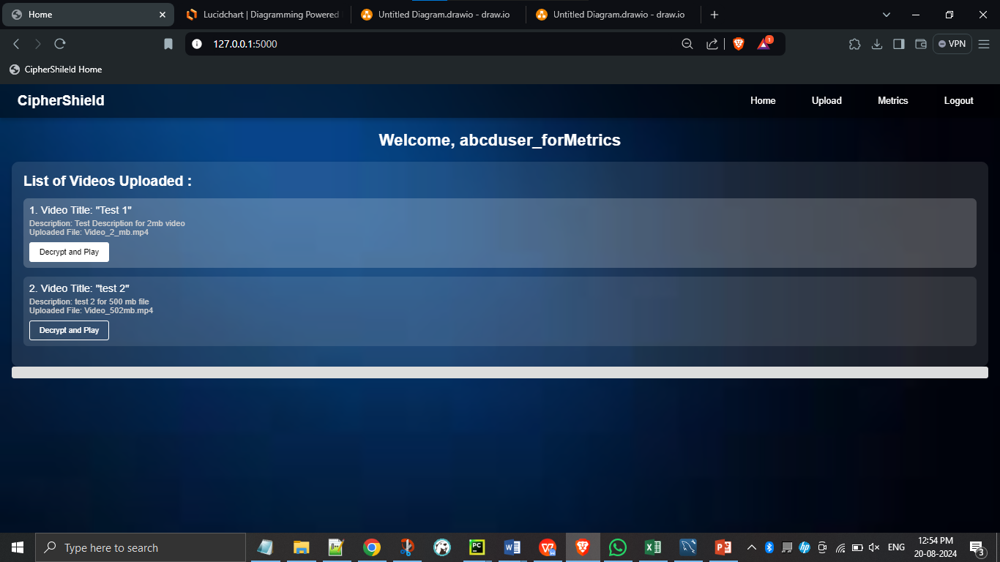 Home
Lucidchart | Diagramming Powered
Untitled Diagram.drawio - draw.io
Untitled Diagram.drawio - draw.io
127.0.0.1:5000
1
VPN
CipherShileld Home
CipherShield
Home
Upload
Metrics
Logout
Welcome, abcduser_forMetrics
List of Videos Uploaded :
1. Video Title: "Test 1"
Description: Test Description for 2mb video
Uploaded File: Video_2_mb.mp4
Decrypt and Play
2. Video Title: "test 2"
Description: test 2 for 500 mb file
Uploaded File: Video_502mb.mp4
Decrypt and Play
Type here to search
ENG
12:54 PM
20-08-2024
3